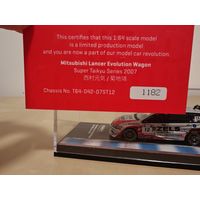 This certifies that this 1:64 scale model
is a limited production model
and you are now a part of our model car revolution.
Mitsubishi Lancer Evolution Wagon
Super Taikyu Series 2007
Chassis No. T64-042-07ST12
1182